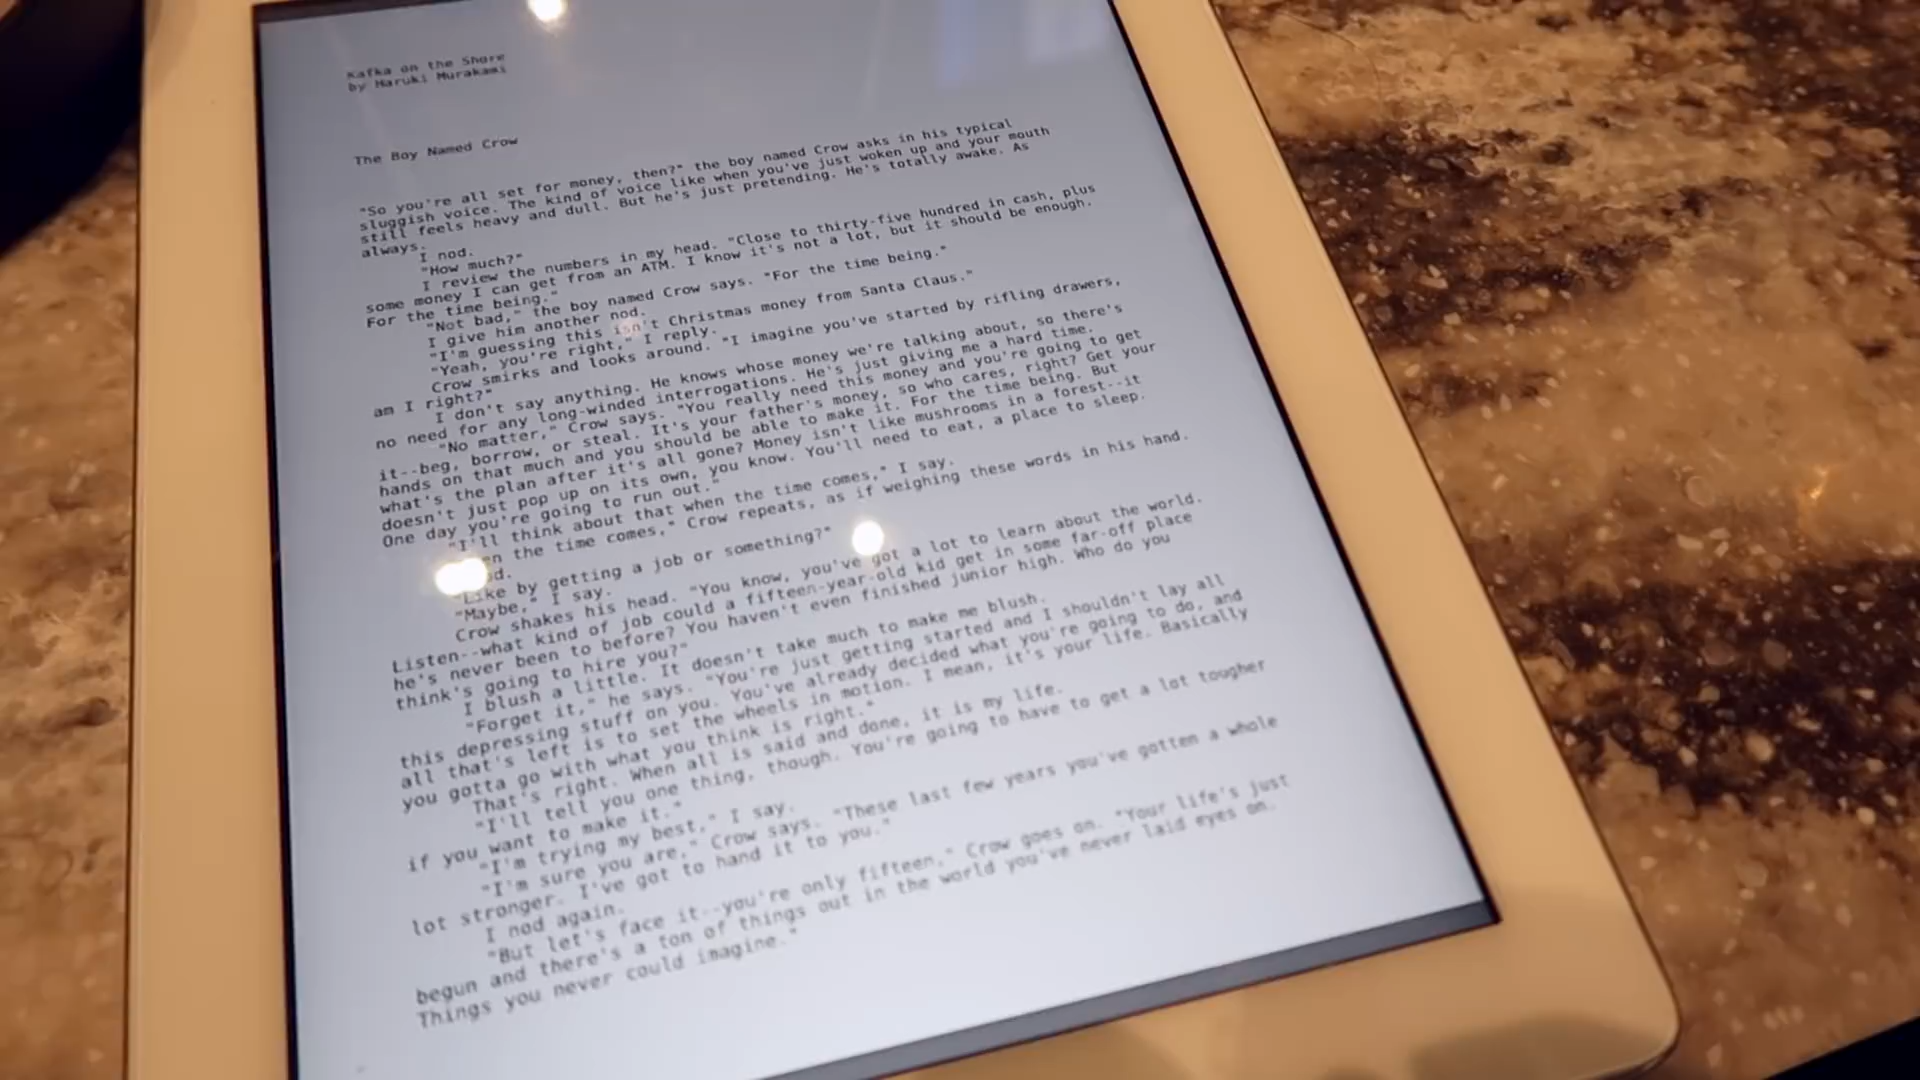 Kafka on the Shore
by Haruki Murakami
The Boy Named Crow
"So you're all set for money, then?" the boy named Crow asks in his typical
sluggish voice. The kind of voice like when you've just woken up and your mouth
still feels heavy and dull. But he's just pretending. He's totally awake. As
always.
I nod.
"How much?"
I review the numbers in my head. "Close to thirty-five hundred in cash, plus
some money I can get from an ATM. I know it's not a lot, but it should be enough.
For the time being."
"Not bad," the boy named Crow says. "For the time being."
I give him another nod.
"I'm guessing this isn't Christmas money from Santa Claus."
"Yeah, you're right," I reply.
Crow smirks and looks around. "I imagine you've started by rifling drawers,
am I right?"
I don't say anything. He knows whose money we're talking about, so there's
no need for any long-winded interrogations. He's just giving me a hard time.
"No matter," Crow says. "You really need this money and you're going to get
it--beg, borrow, or steal. It's your father's money, so who cares, right? Get your
hands on that much and you should be able to make it. For the time being. But
what's the plan after it's all gone? Money isn't like mushrooms in a forest--it
doesn't just pop up on its own, you know. You'll need to eat, a place to sleep.
One day you're going to run out."
"I'll think about that when the time comes," I say.
the time comes," Crow repeats, as if weighing these words in his hand.
"Like by getting a job or something?"
"Maybe," I say.
Crow shakes his head. "You know, you've got a lot to learn about the world.
Listen--what kind of job could a fifteen-year-old kid get in some far-off place
he's never been to before? You haven't even finished junior high. Who do you
think's going to hire you?"
I blush a little. It doesn't take much to make me blush.
"Forget it," he says. "You're just getting started and I shouldn't lay all
this depressing stuff on you. You've already decided what you're going to do, and
all that's left is to set the wheels in motion. I mean, it's your life. Basically
you gotta go with what you think is right."
That's right. When all is said and done, it is my life.
"I'll tell you one thing, though. You're going to have to get a lot tougher
if you want to make it."
"I'm trying my best," I say.
"I'm sure you are," Crow says. "These last few years you've gotten a whole
lot stronger. I've got to hand it to you."
I nod again.
"But let's face it--you're only fifteen," Crow goes on. "Your life's just
begun and there's a ton of things out in the world you've never laid eyes on.
Things you never could imagine."